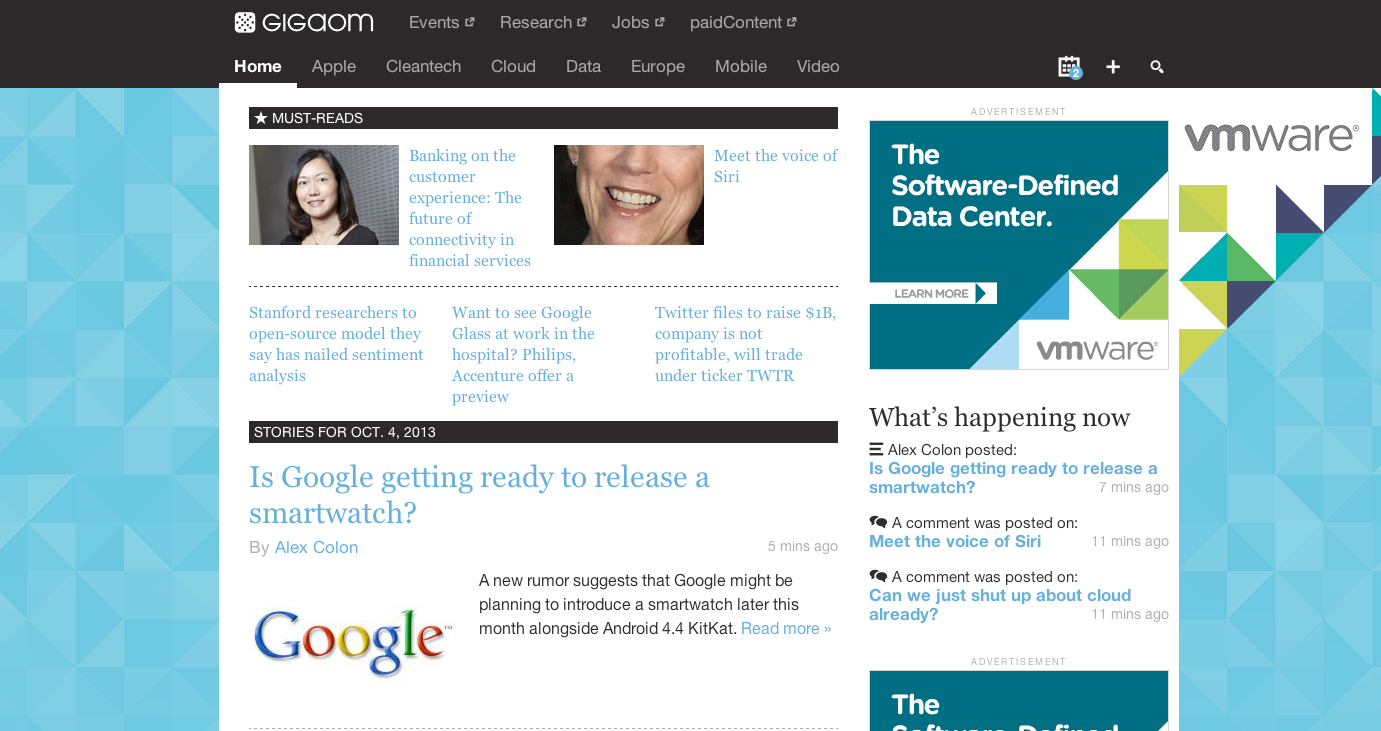 GIGAOM
Events
Research
Jobs
paidContent
Home
Apple
Cleantech
Cloud
Data
Europe
Mobile
Video
2
MUST-READS
Banking on the
customer
experience: The
future of
connectivity in
financial services
Meet the voice of
Siri
Stanford researchers to
open-source model they
say has nailed sentiment
analysis
Want to see Google
Glass at work in the
hospital? Philips,
Accenture offer a
preview
Twitter files to raise $1B,
company is not
profitable, will trade
under ticker TWTR
STORIES FOR OCT. 4, 2013
Is Google getting ready to release a
smartwatch?
By Alex Colon
5 mins ago
Google™
A new rumor suggests that Google might be
planning to introduce a smartwatch later this
month alongside Android 4.4 KitKat. Read more »
ADVERTISEMENT
The
Software-Defined
Data Center.
LEARN MORE
vmware®
vmware®
What's happening now
Alex Colon posted:
Is Google getting ready to release a
smartwatch?
7 mins ago
A comment was posted on:
Meet the voice of Siri
11 mins ago
A comment was posted on:
Can we just shut up about cloud
already?
11 mins ago
ADVERTISEMENT
The
Software-Defined